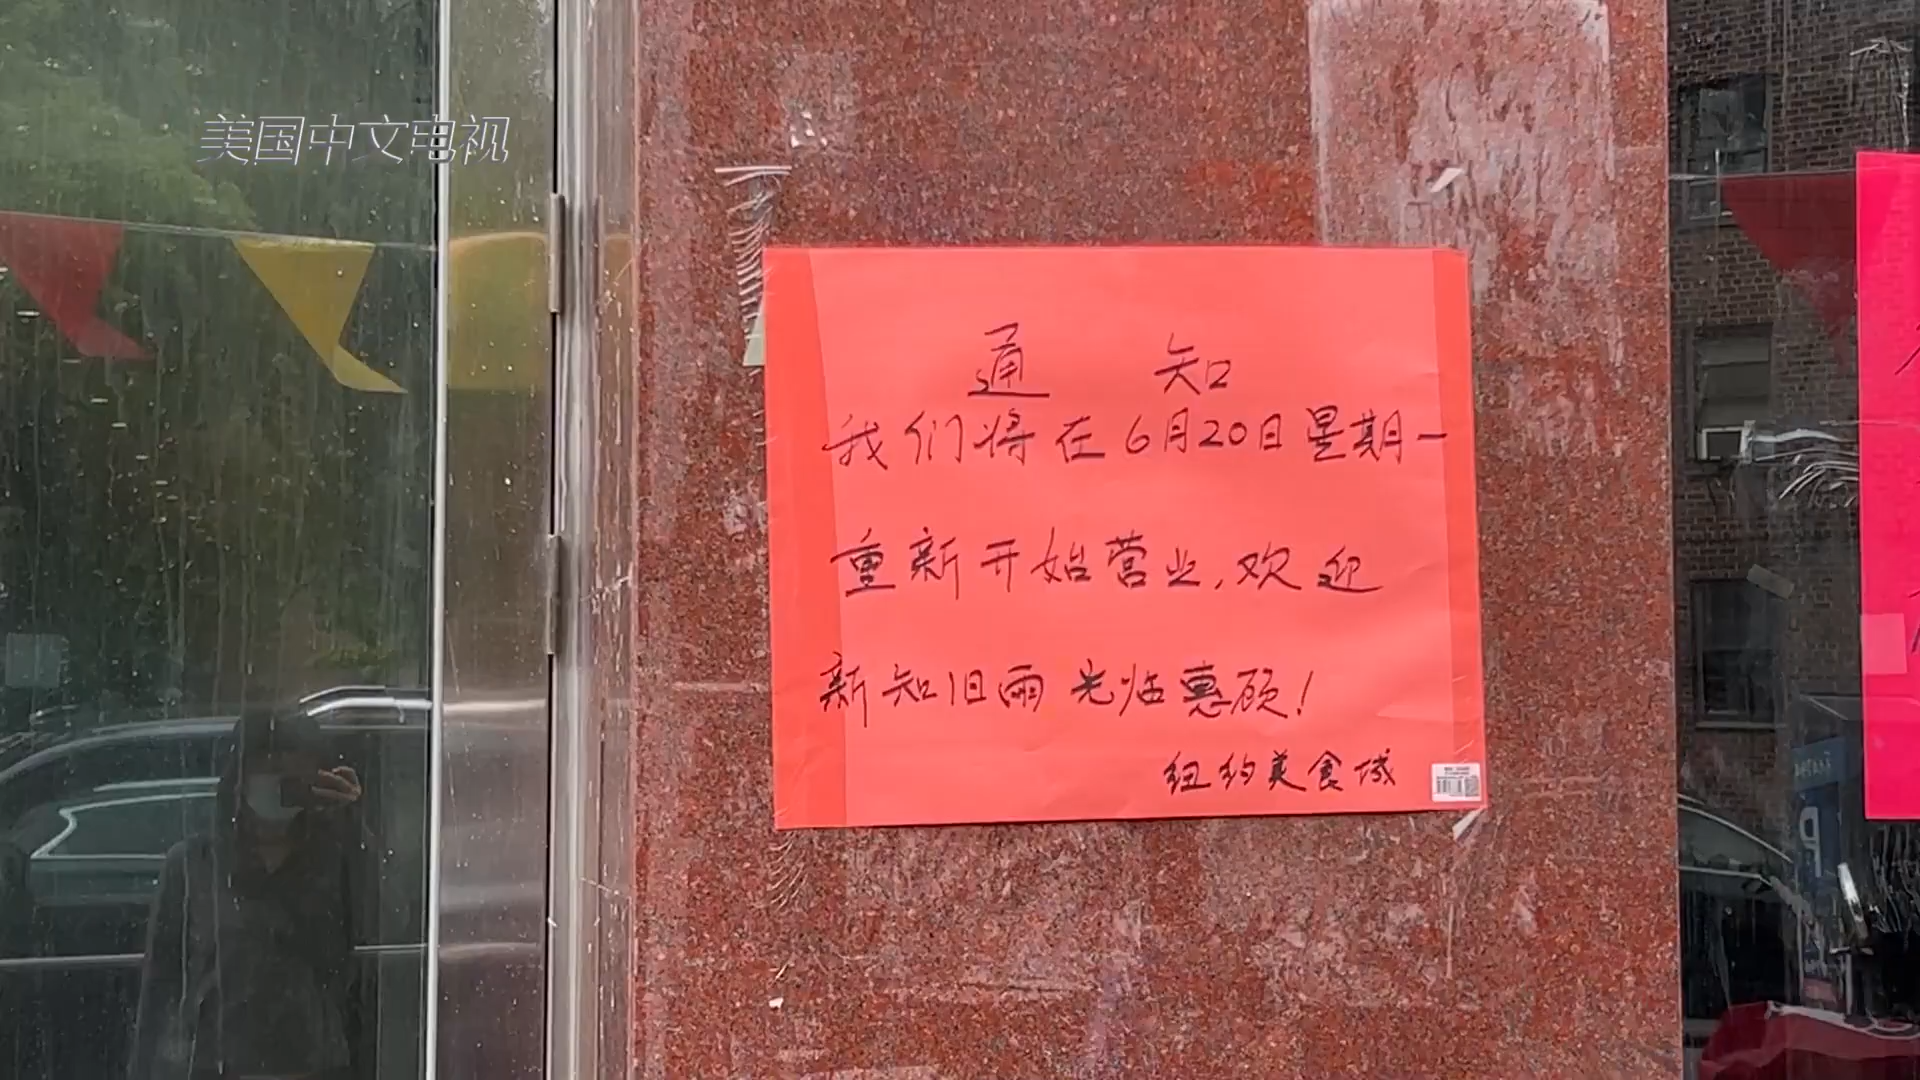 美国中文电视
通 知
我们将在6月20日星期一
重新开始营业,欢迎
新知旧雨光临惠顾!
纽约美食城
P